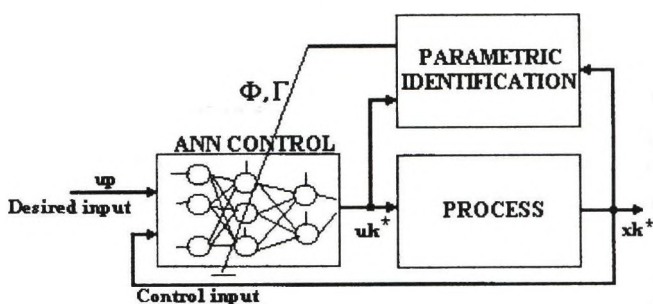 PARAMETRIC
IDENTIFICATION
Φ,Γ
ANN CONTROL
up
Desired input
uk*
PROCESS
xk*
Control input